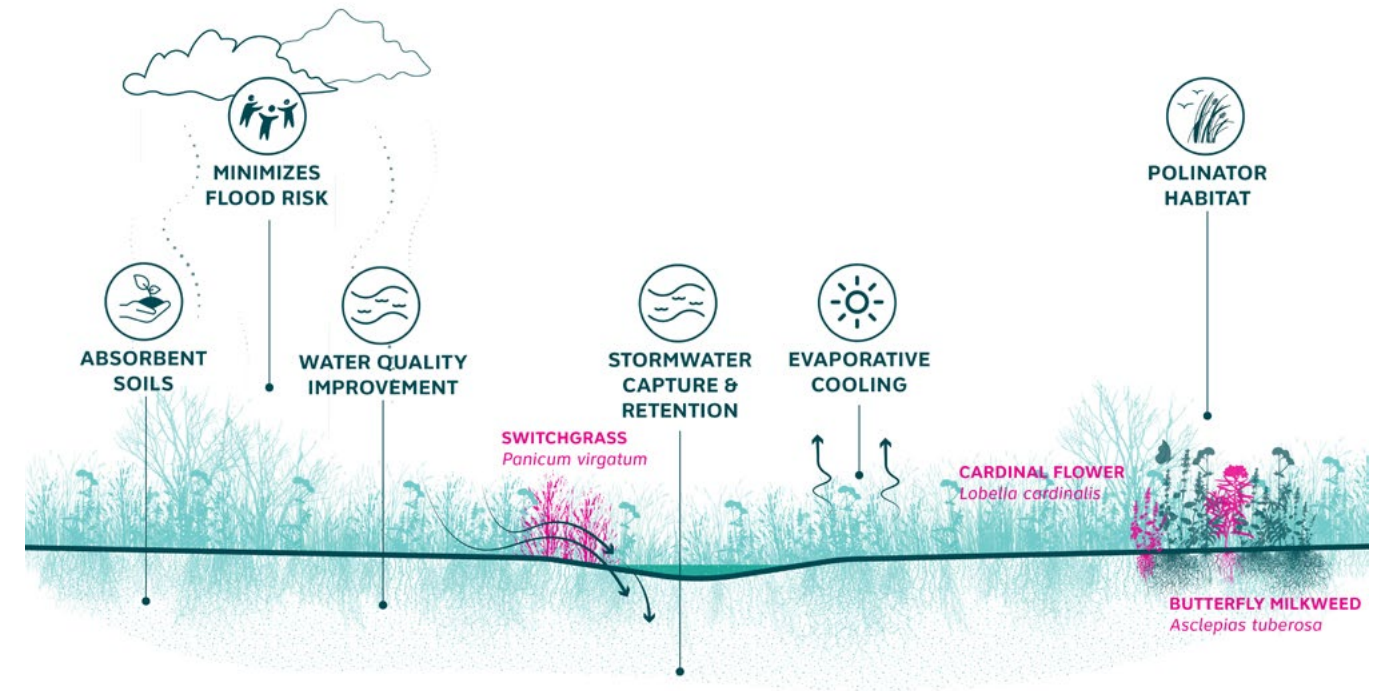 MINIMIZES
FLOOD RISK
POLINATOR
HABITAT
ABSORBENT
SOILS
WATER QUALITY
IMPROVEMENT
STORMWATER
CAPTURE &
RETENTION
EVAPORATIVE
COOLING
SWITCHGRASS
Panicum virgatum
CARDINAL FLOWER
Lobella cardinalis
BUTTERFLY MILKWEED
Asclepias tuberosa